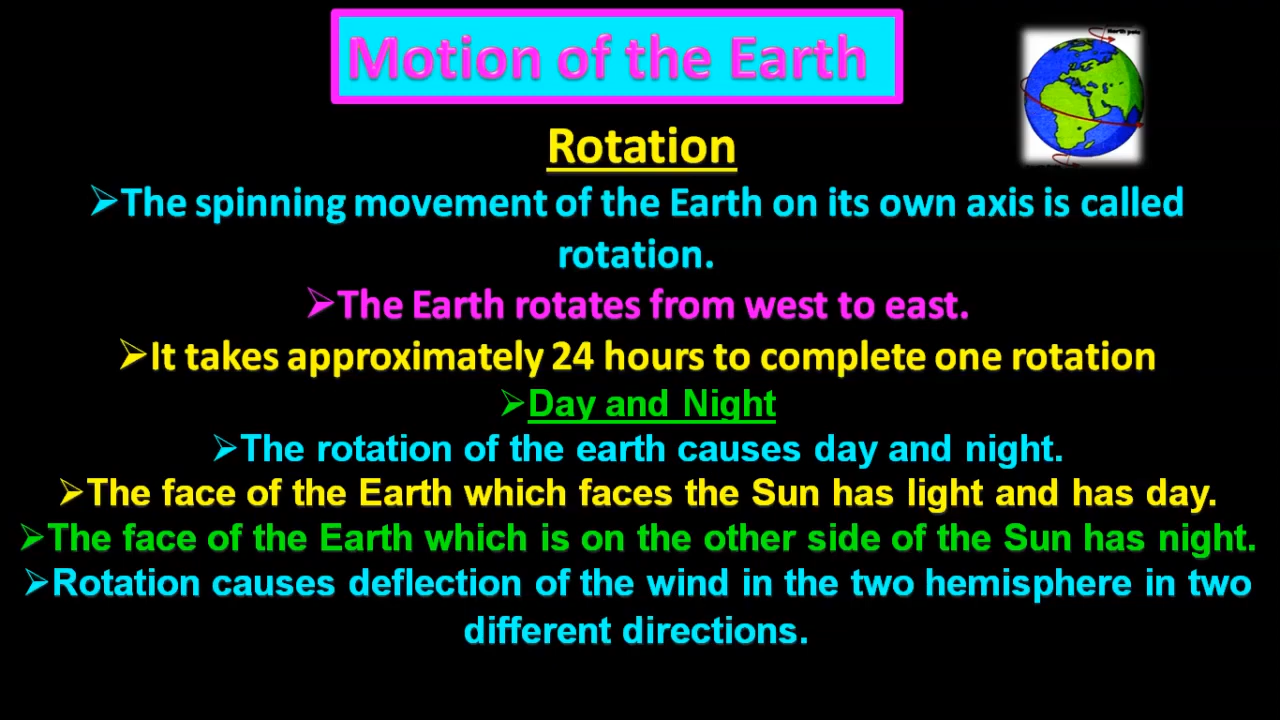 Motion of the Earth
North pole
Rotation
➢The spinning movement of the Earth on its own axis is called
rotation.
➢The Earth rotates from west to east.
➢It takes approximately 24 hours to complete one rotation
➢Day and Night
➢The rotation of the earth causes day and night.
➢The face of the Earth which faces the Sun has light and has day.
➢The face of the Earth which is on the other side of the Sun has night.
➢Rotation causes deflection of the wind in the two hemisphere in two
different directions.